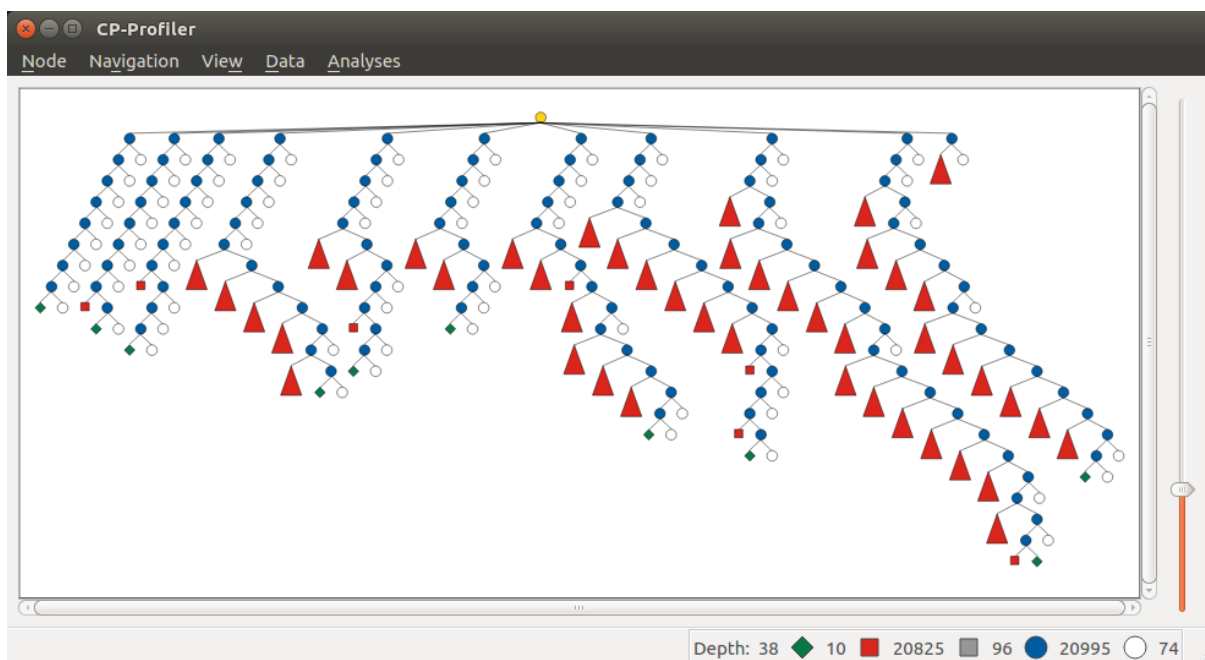 CP-Profiler
Node Navigation View Data Analyses
Depth: 38 10 20825 96 20995 74